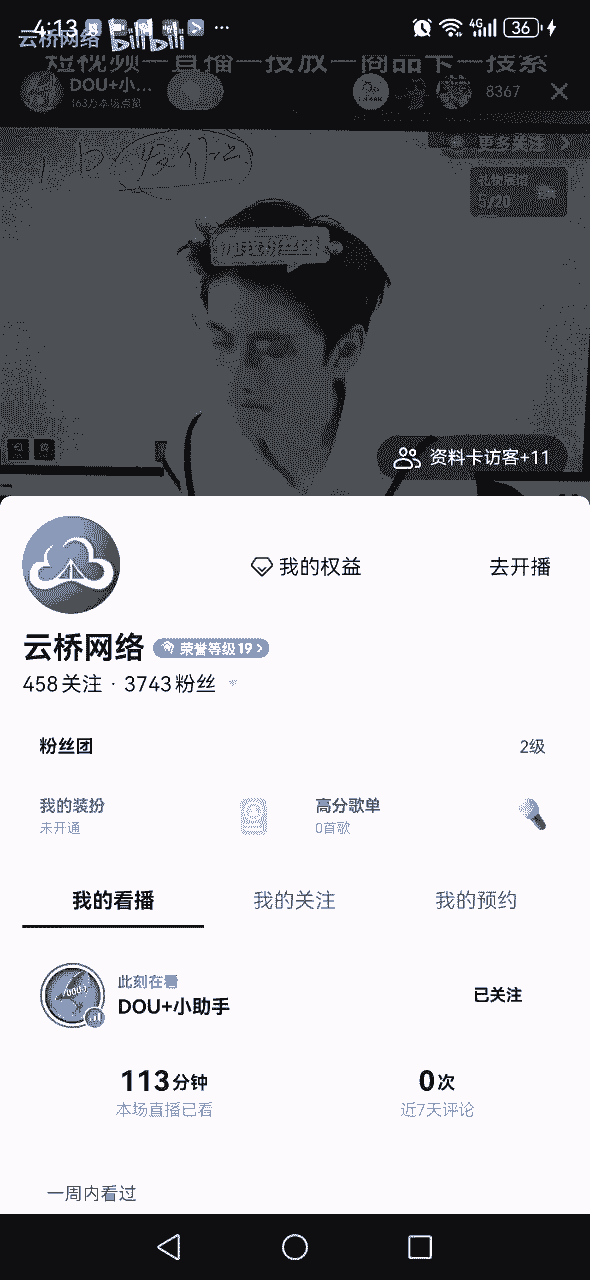 4:13
4G
36
云桥网络
bilibili
短视频—直播—投放—商品卡—搜索
DOU+小...
163万本场点赞
8367
更多关注
礼物展馆
5/20
加我粉丝团
资料卡访客+11
我的权益
去开播
云桥网络
荣誉等级19
458关注 · 3743粉丝
粉丝团
2级
我的装扮
未开通
高分歌单
0首歌
我的看播
我的关注
我的预约
此刻在看
DOU+小助手
已关注
113分钟
本场直播已看
0次
近7天评论
一周内看过